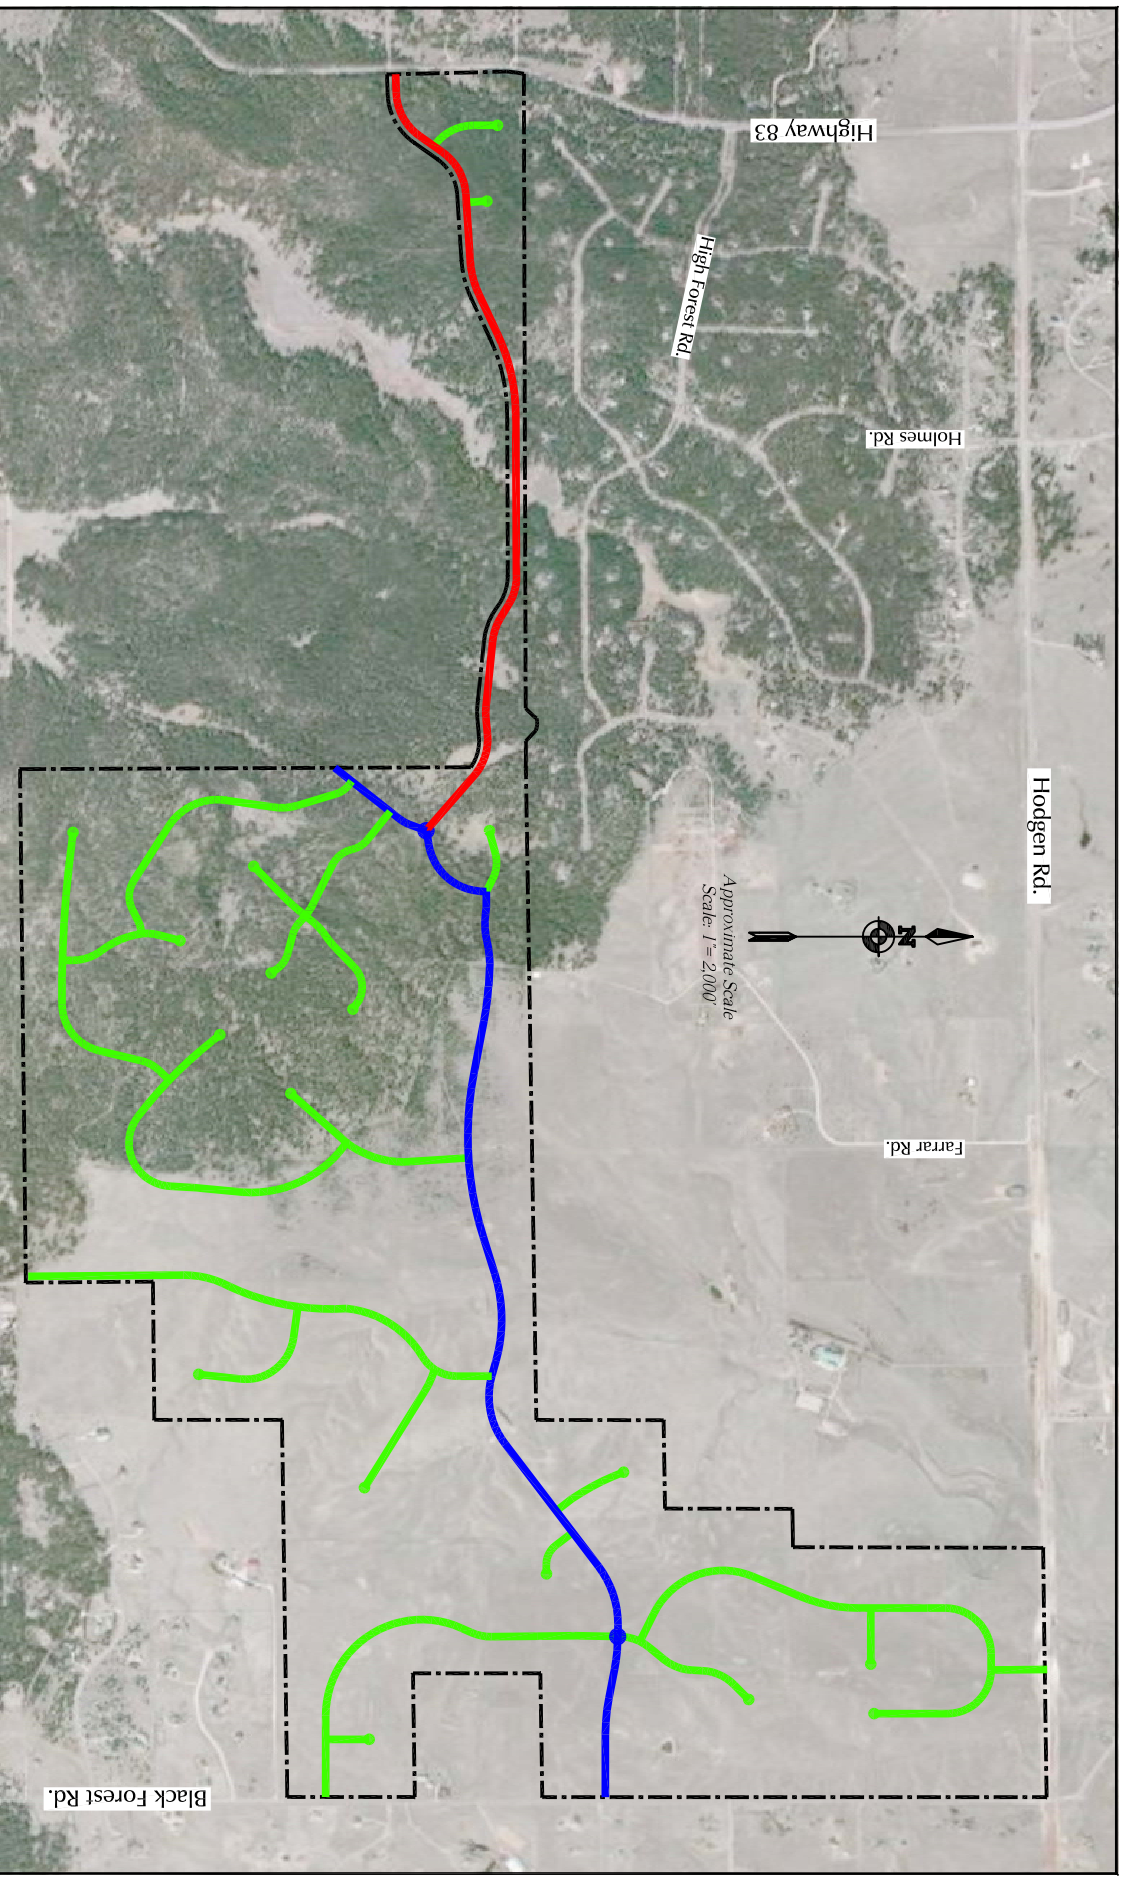 Highway 83
High Forest Rd.
Holmes Rd.
Hodgen Rd.
Approximate Scale
Scale: 1"= 2,000'
N
Farrar Rd.
Black Forest Rd.